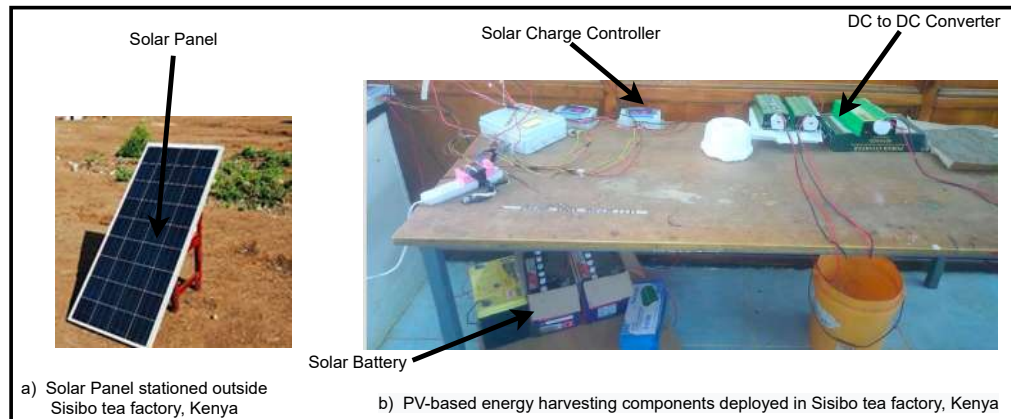 Solar Panel
Solar Charge Controller
DC to DC Converter
Solar Battery
a) Solar Panel stationed outside
Sisibo tea factory, Kenya
b) PV-based energy harvesting components deployed in Sisibo tea factory, Kenya